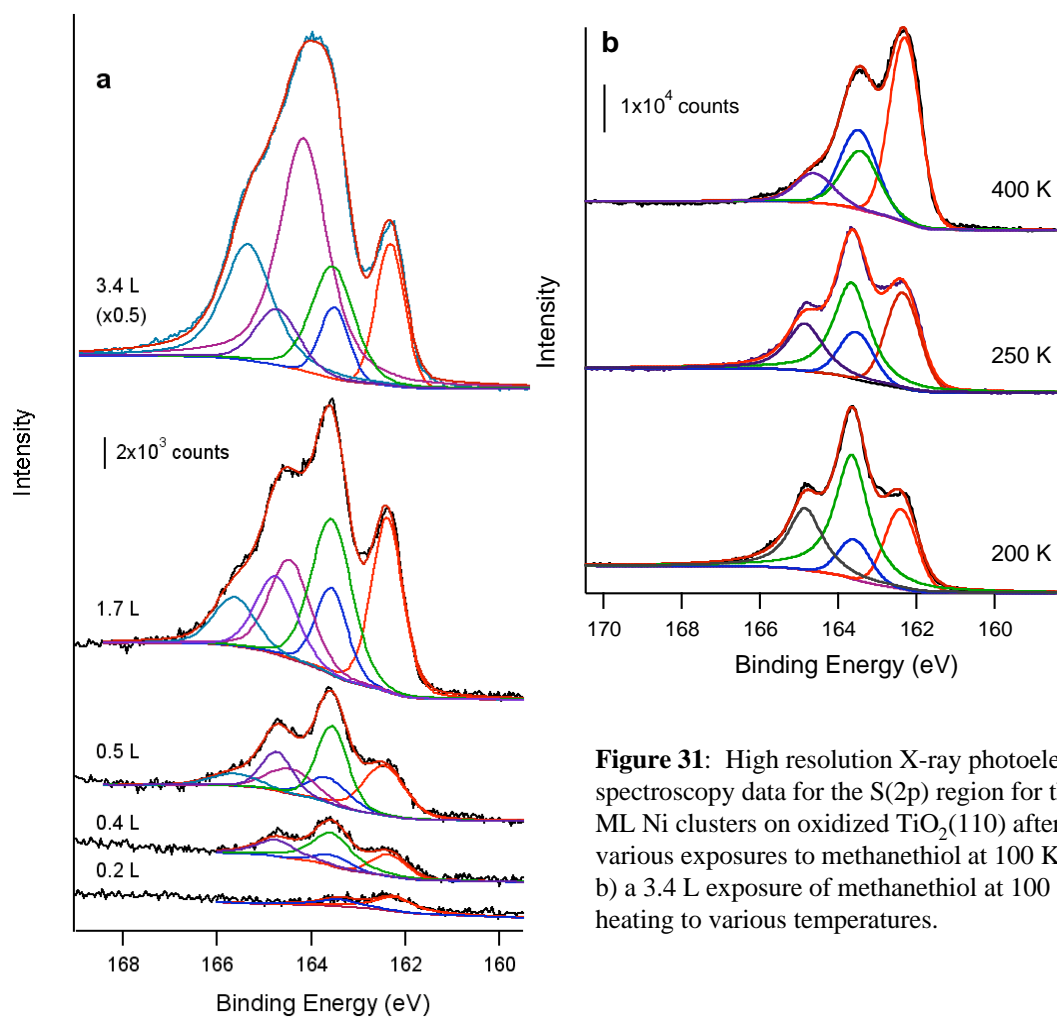 a
3.4 L
(x0.5)
2x10³ counts
1.7 L
0.5 L
0.4 L
0.2 L
Intensity
168 166 164 162 160
Binding Energy (eV)
b
1x10⁴ counts
400 K
250 K
200 K
Intensity
170 168 166 164 162 160
Binding Energy (eV)
Figure 31: High resolution X-ray photoele
spectroscopy data for the S(2p) region for t
ML Ni clusters on oxidized TiO₂(110) after
various exposures to methanethiol at 100 K
b) a 3.4 L exposure of methanethiol at 100
heating to various temperatures.